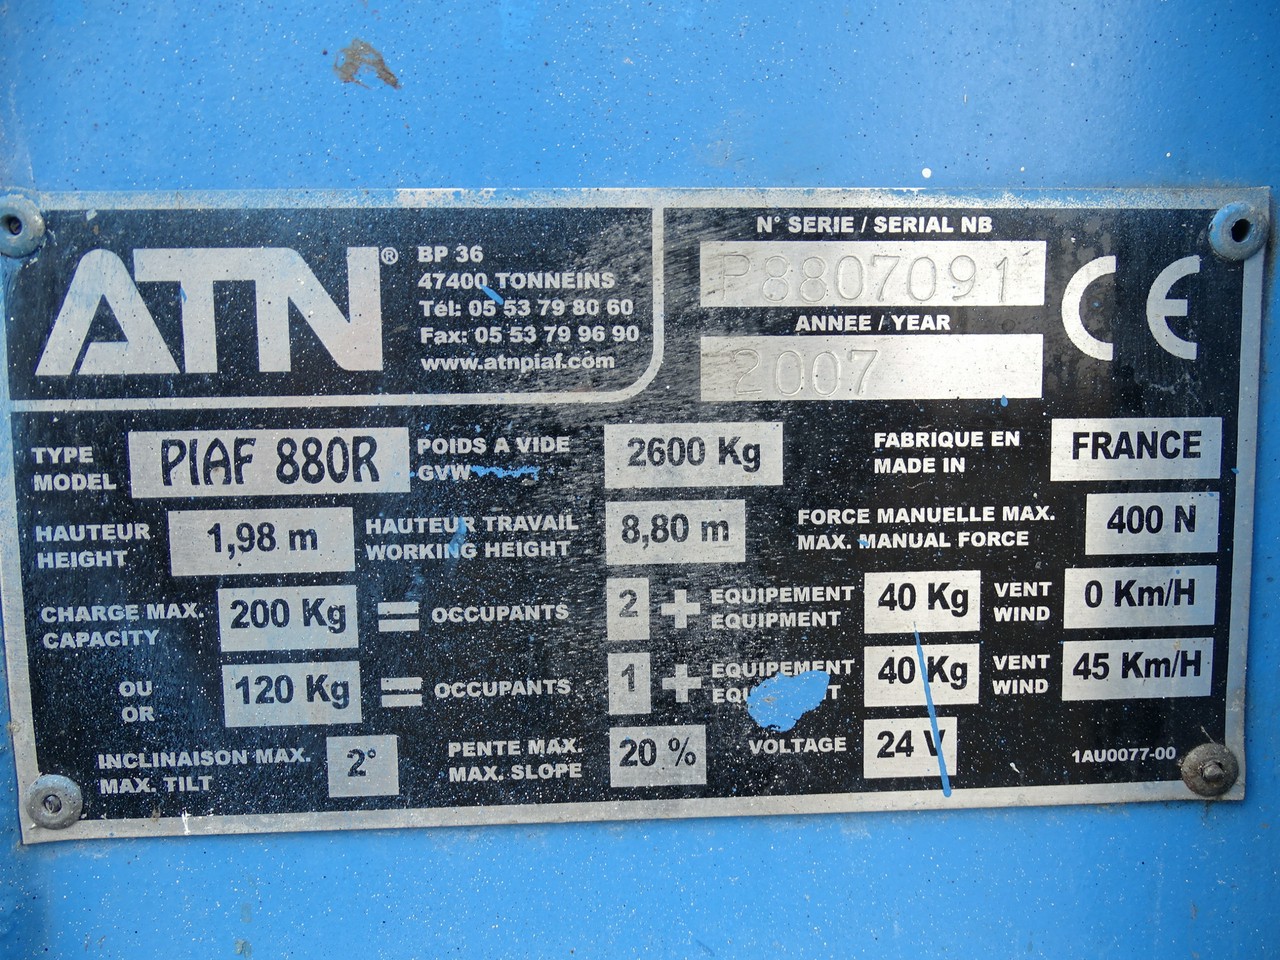 ATN®
BP 36
47400 TONNEINS
Tél: 05 53 79 80 60
Fax: 05 53 79 96 90
www.atnpiaf.com
N° SERIE / SERIAL NB
P8807091
ANNEE / YEAR
2007
CE
TYPE
MODEL
PIAF 880R
POIDS A VIDE
GVW
2600 Kg
FABRIQUE EN
MADE IN
FRANCE
HAUTEUR
HEIGHT
1,98 m
HAUTEUR TRAVAIL
WORKING HEIGHT
8,80 m
FORCE MANUELLE MAX.
MAX. MANUAL FORCE
400 N
CHARGE MAX.
CAPACITY
200 Kg
= OCCUPANTS 2 +
EQUIPEMENT
EQUIPMENT
40 Kg
VENT
WIND
0 Km/H
OU
OR
120 Kg
= OCCUPANTS 1 +
EQUIPEMENT
EQUIPMENT
40 Kg
VENT
WIND
45 Km/H
INCLINAISON MAX.
MAX. TILT
2°
PENTE MAX.
MAX. SLOPE
20 %
VOLTAGE
24 V
1AU0077-00